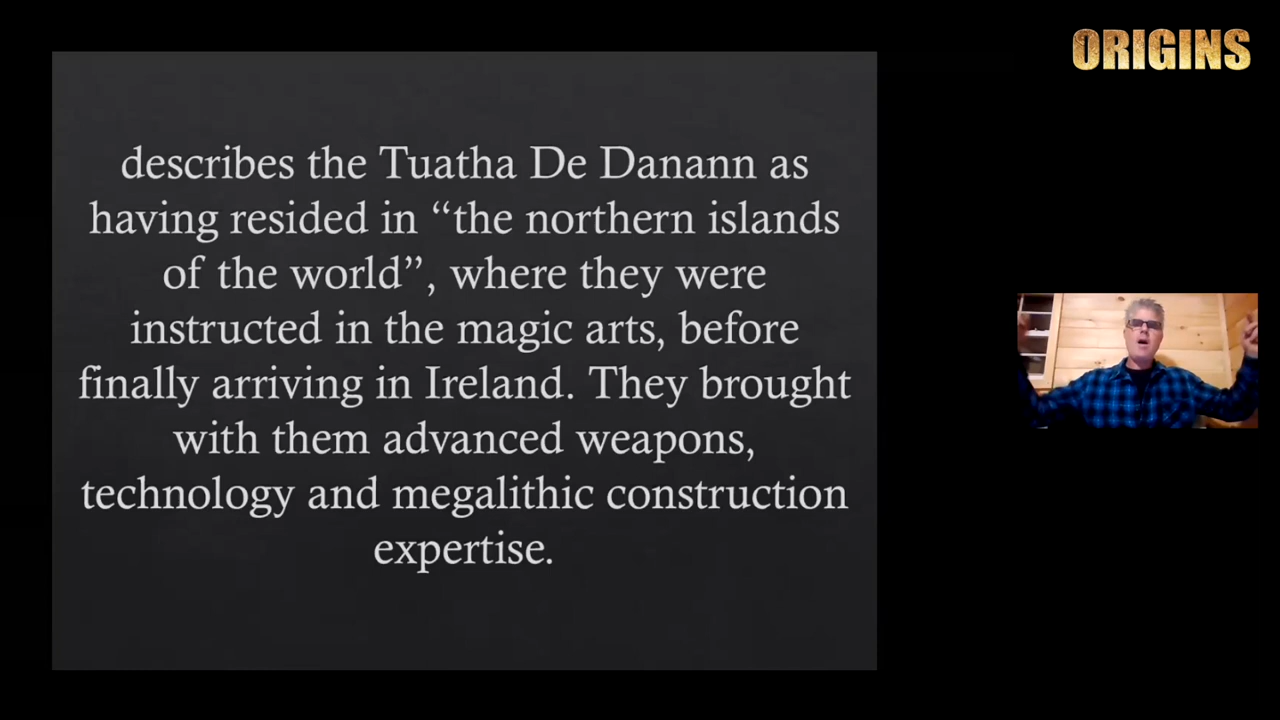 ORIGINS
describes the Tuatha De Danann as
having resided in “the northern islands
of the world”, where they were
instructed in the magic arts, before
finally arriving in Ireland. They brought
with them advanced weapons,
technology and megalithic construction
expertise.